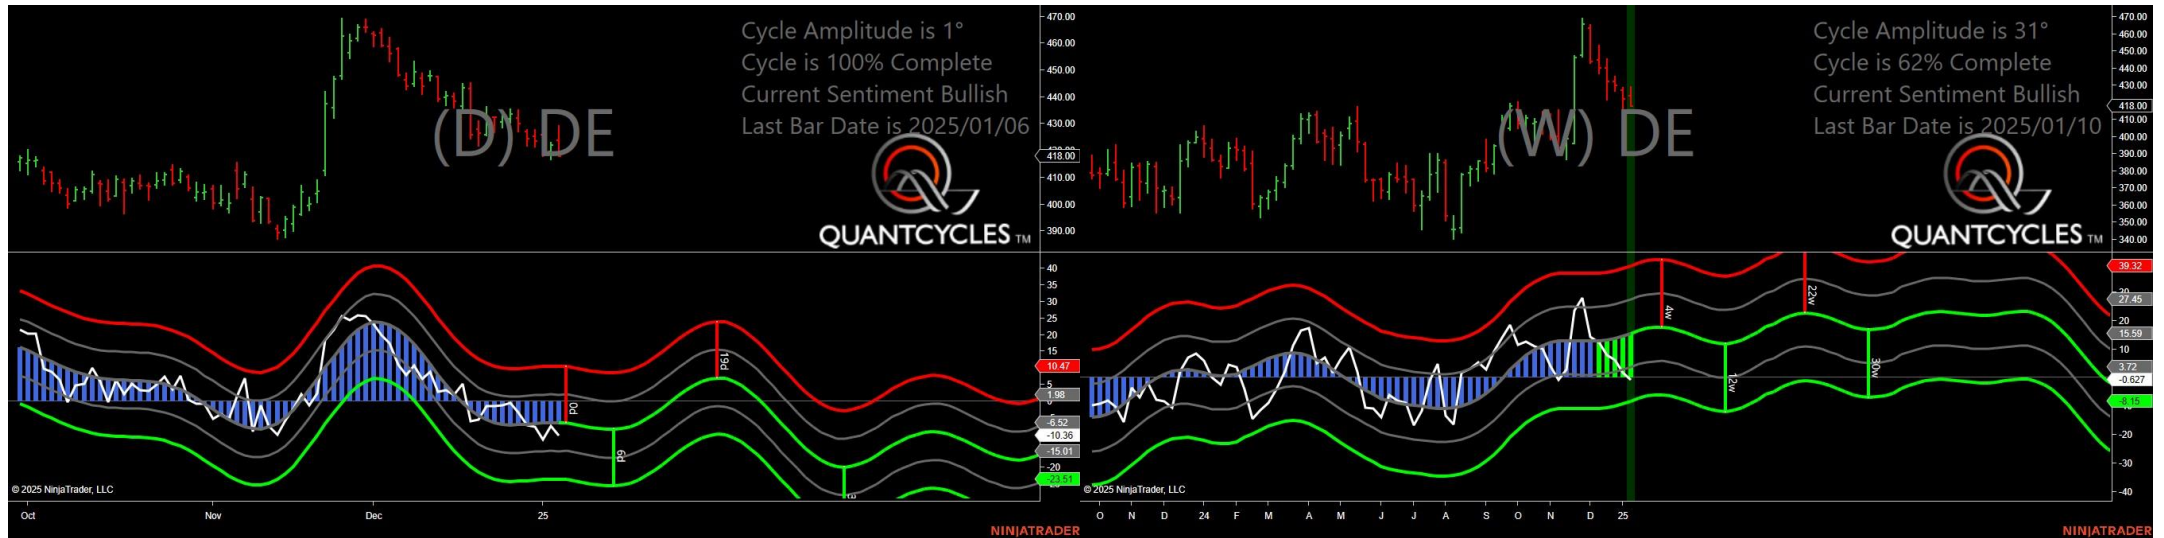 Cycle Amplitude is 1°
Cycle is 100% Complete
Current Sentiment Bullish
Last Bar Date is 2025/01/06
(D) DE
QUANTCYCLES TM
470.00
460.00
450.00
440.00
430.00
418.00
410.00
400.00
390.00
40
35
30
25
20
15
10.47
5
1.98
-6.52
-10.36
-15.01
-20
-23.51
0d
6d
19d
© 2025 NinjaTrader, LLC
Oct Nov Dec 25
NINJATRADER
Cycle Amplitude is 31°
Cycle is 62% Complete
Current Sentiment Bullish
Last Bar Date is 2025/01/10
(W) DE
QUANTCYCLES TM
470.00
460.00
450.00
440.00
430.00
418.00
410.00
400.00
390.00
380.00
370.00
360.00
350.00
340.00
39.32
27.45
20
15.59
10
3.72
-0.627
-8.15
-20
-30
-40
4w
12w
22w
30w
© 2025 NinjaTrader, LLC
O N D 24 F M A M J J A S O N D 25
NINJATRADER